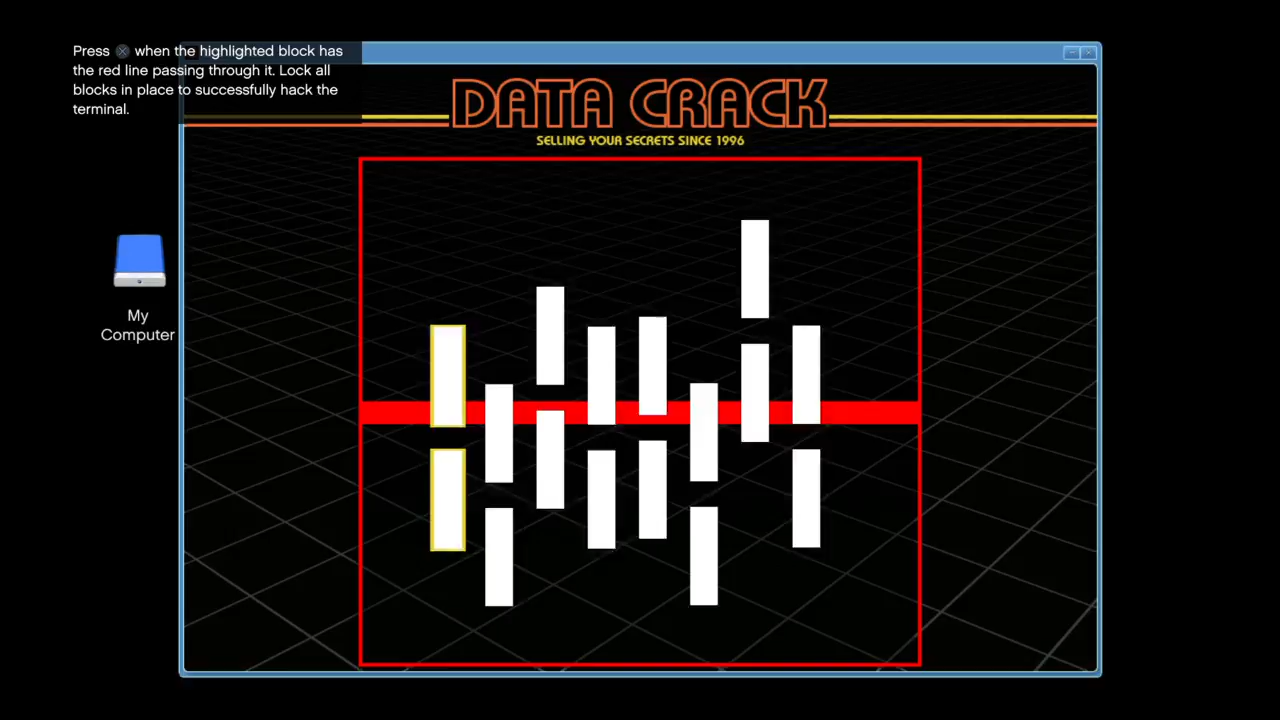 Press ⓧ when the highlighted block has
the red line passing through it. Lock all
blocks in place to successfully hack the
terminal.
DATA CRACK
SELLING YOUR SECRETS SINCE 1996
My
Computer